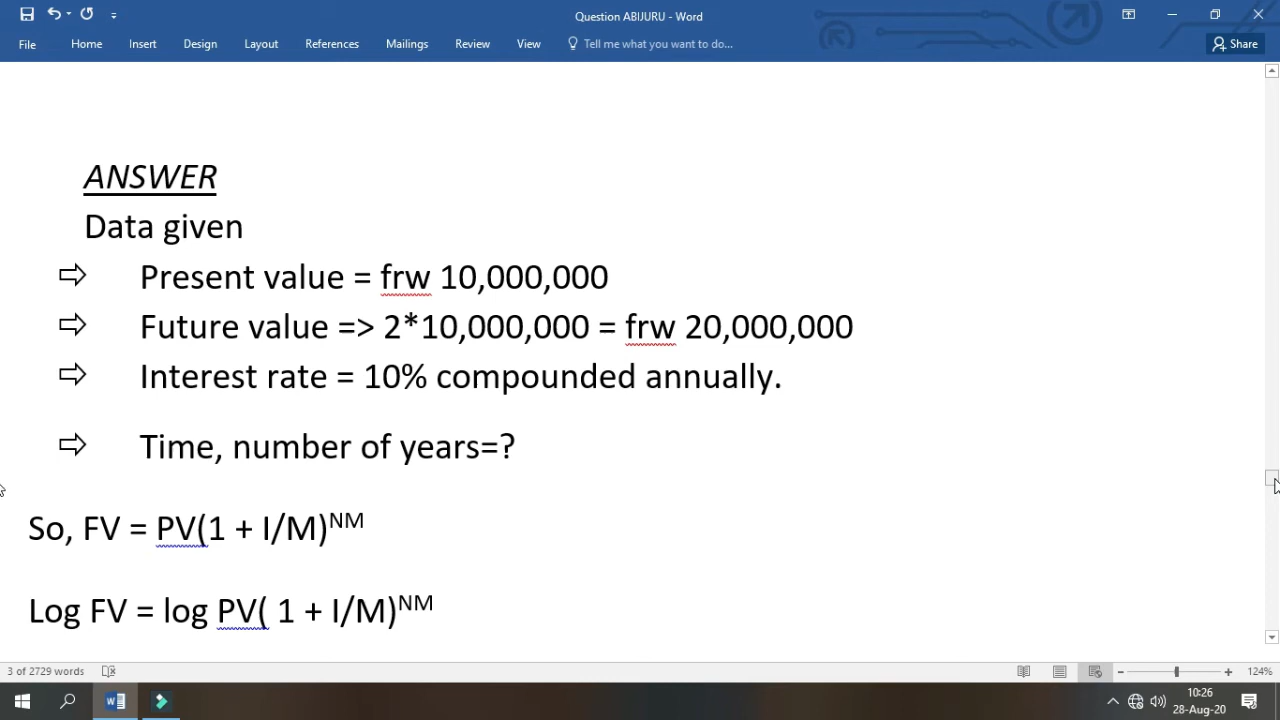 Question ABIJURU - Word
File Home Insert Design Layout References Mailings Review View Tell me what you want to do... Share
ANSWER
Data given
⇨ Present value = frw 10,000,000
⇨ Future value => 2*10,000,000 = frw 20,000,000
⇨ Interest rate = 10% compounded annually.
⇨ Time, number of years=?
So, FV = PV(1 + I/M)ᴺᴹ
Log FV = log PV( 1 + I/M)ᴺᴹ
3 of 2729 words 124%
10:26
28-Aug-20